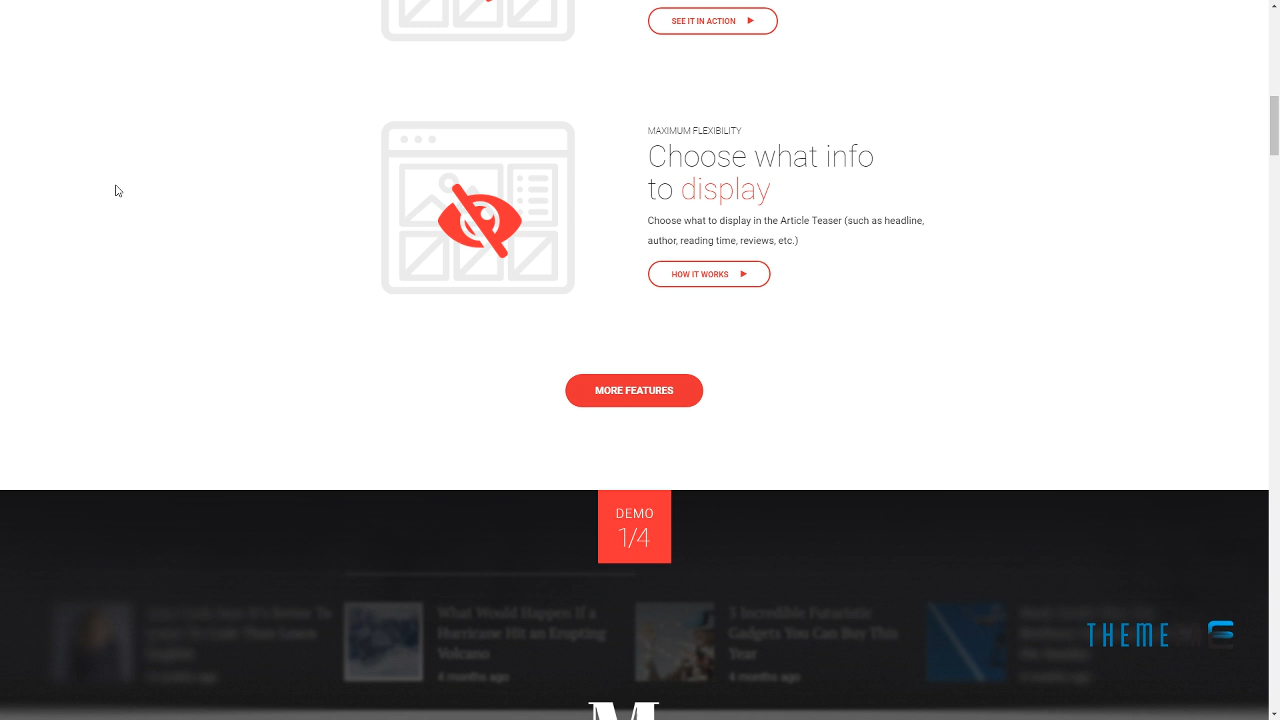 SEE IT IN ACTION
MAXIMUM FLEXIBILITY
Choose what info
to display
Choose what to display in the Article Teaser (such as headline,
author, reading time, reviews, etc.)
HOW IT WORKS
MORE FEATURES
DEMO
1/4
What Would Happen If a
Hurricane Hit an Erupting
Volcano
4 months ago
5 Incredible Futuristic
Gadgets You Can Buy This
Year
4 months ago
THEME
M